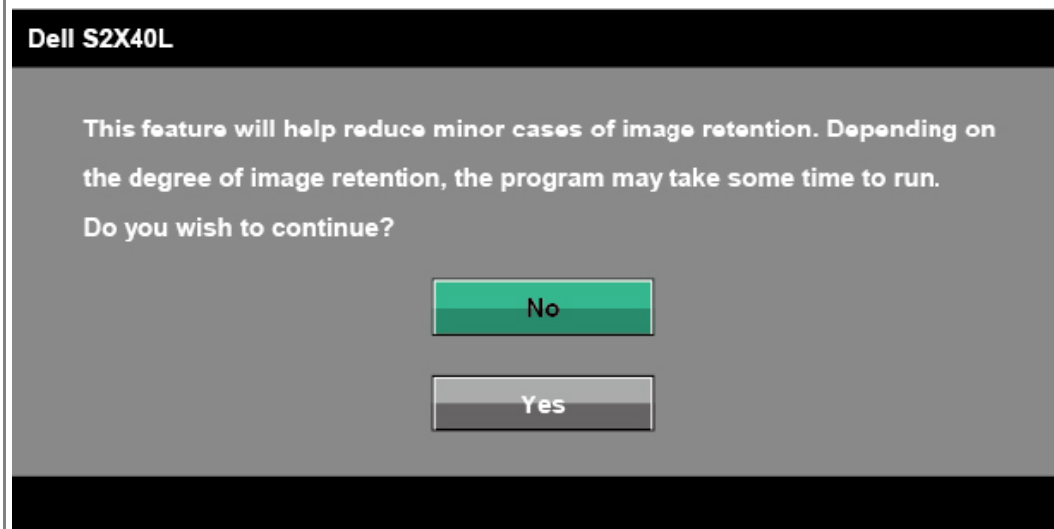 Dell S2X40L
This feature will help reduce minor cases of image retention. Depending on
the degree of image retention, the program may take some time to run.
Do you wish to continue?
No
Yes